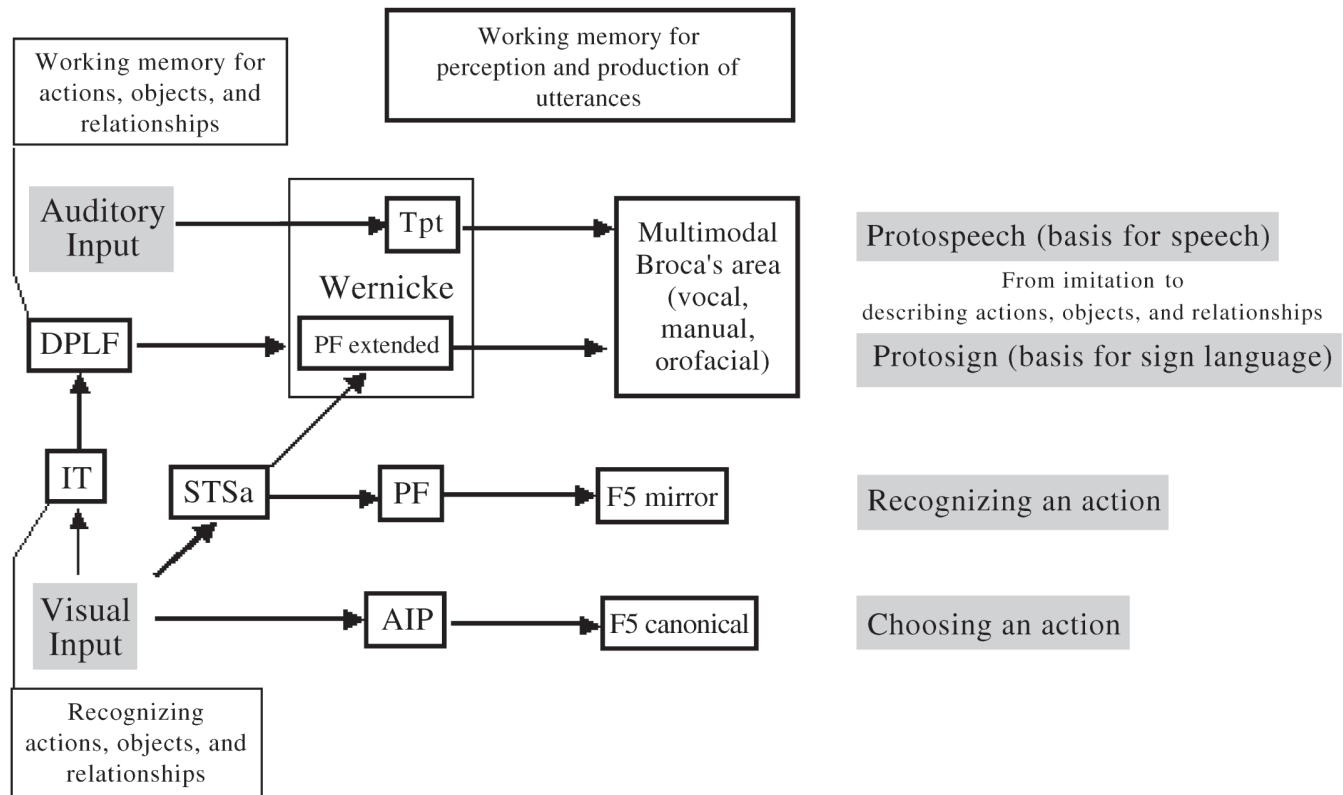 Working memory for
actions, objects, and
relationships
Working memory for
perception and production of
utterances
Auditory
Input
Tpt
Wernicke
PF extended
Multimodal
Broca's area
(vocal,
manual,
orofacial)
Protospeech (basis for speech)
From imitation to
describing actions, objects, and relationships
Protosign (basis for sign language)
DPLF
IT
STSa
PF
F5 mirror
Recognizing an action
Visual
Input
AIP
F5 canonical
Choosing an action
Recognizing
actions, objects, and
relationships